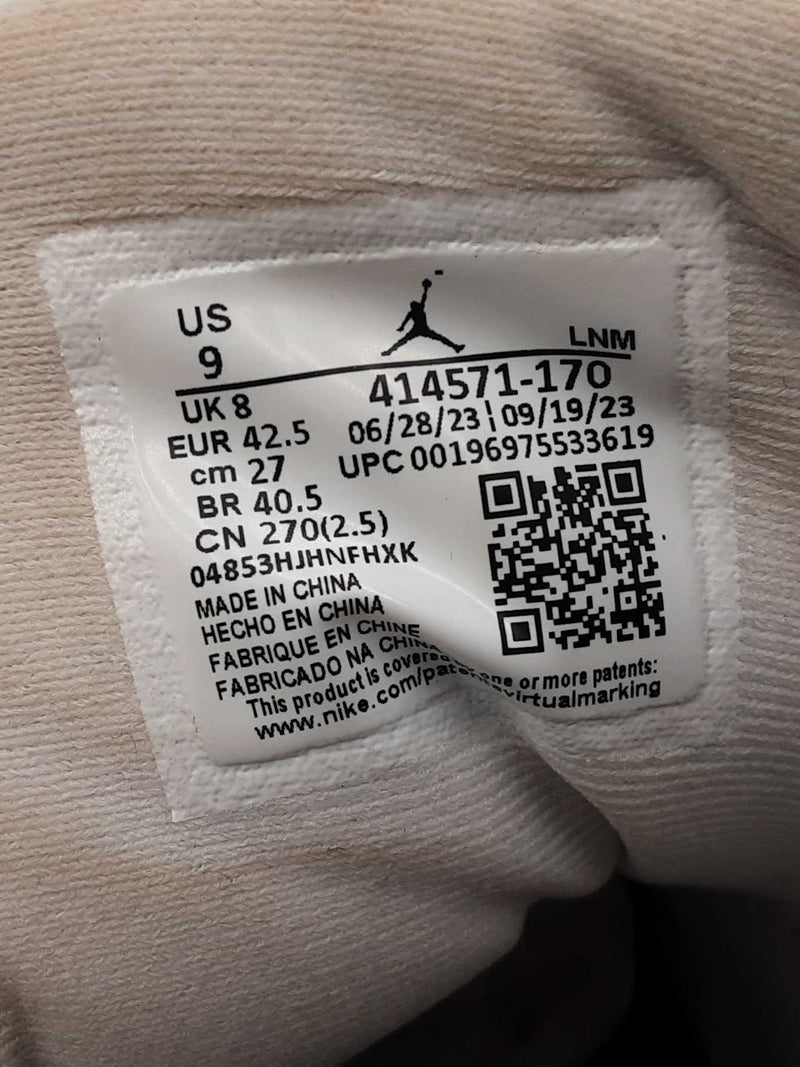 US
9
LNM
UK 8
414571-170
EUR 42.5
06/28/23 | 09/19/23
cm 27
UPC 00196975533619
BR 40.5
CN 270(2.5)
04853HJHNFHXK
MADE IN CHINA
HECHO EN CHINA
FABRIQUE EN CHINE
FABRICADO NA CHINA
This product is covered one or more patents:
www.nike.com/patents virtualmarking